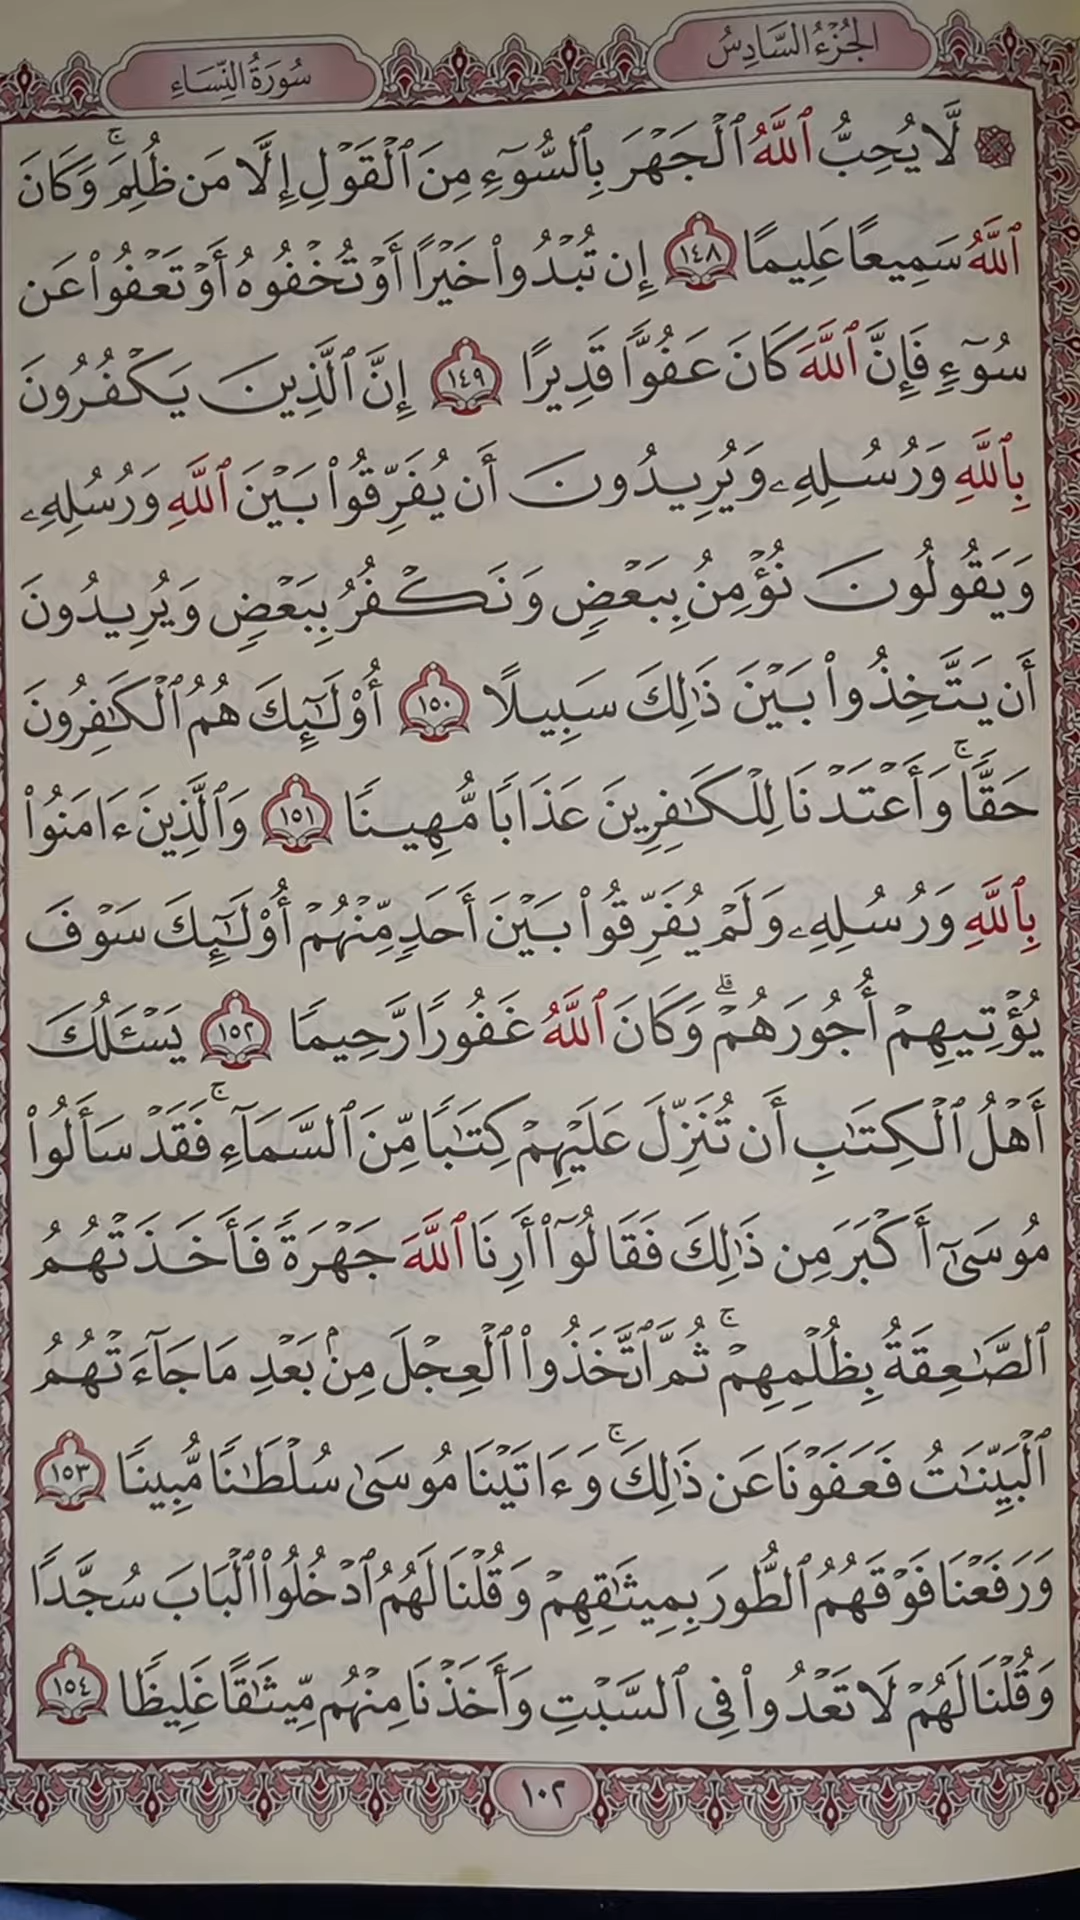 الجُزْءُ السَّادِسُ
سُورَةُ النِّسَاءِ
۞ لَّا يُحِبُّ ٱللَّهُ ٱلْجَهْرَ بِٱلسُّوٓءِ مِنَ ٱلْقَوْلِ إِلَّا مَن ظُلِمَۚ وَكَانَ
ٱللَّهُ سَمِيعًا عَلِيمًا ١٤٨ إِن تُبْدُوا۟ خَيْرًا أَوْ تُخْفُوهُ أَوْ تَعْفُوا۟ عَن
سُوٓءٍ فَإِنَّ ٱللَّهَ كَانَ عَفُوًّا قَدِيرًا ١٤٩ إِنَّ ٱلَّذِينَ يَكْفُرُونَ
بِٱللَّهِ وَرُسُلِهِۦ وَيُرِيدُونَ أَن يُفَرِّقُوا۟ بَيْنَ ٱللَّهِ وَرُسُلِهِۦ
وَيَقُولُونَ نُؤْمِنُ بِبَعْضٍ وَنَكْفُرُ بِبَعْضٍ وَيُرِيدُونَ
أَن يَتَّخِذُوا۟ بَيْنَ ذَٰلِكَ سَبِيلًا ١٥٠ أُو۟لَـٰٓئِكَ هُمُ ٱلْكَـٰفِرُونَ
حَقًّاۚ وَأَعْتَدْنَا لِلْكَـٰفِرِينَ عَذَابًا مُّهِينًا ١٥١ وَٱلَّذِينَ ءَامَنُوا۟
بِٱللَّهِ وَرُسُلِهِۦ وَلَمْ يُفَرِّقُوا۟ بَيْنَ أَحَدٍ مِّنْهُمْ أُو۟لَـٰٓئِكَ سَوْفَ
يُؤْتِيهِمْ أُجُورَهُمْۗ وَكَانَ ٱللَّهُ غَفُورًا رَّحِيمًا ١٥٢ يَسْـَٔلُكَ
أَهْلُ ٱلْكِتَـٰبِ أَن تُنَزِّلَ عَلَيْهِمْ كِتَـٰبًا مِّنَ ٱلسَّمَآءِۚ فَقَدْ سَأَلُوا۟
مُوسَىٰٓ أَكْبَرَ مِن ذَٰلِكَ فَقَالُوٓا۟ أَرِنَا ٱللَّهَ جَهْرَةً فَأَخَذَتْهُمُ
ٱلصَّـٰعِقَةُ بِظُلْمِهِمْۚ ثُمَّ ٱتَّخَذُوا۟ ٱلْعِجْلَ مِنۢ بَعْدِ مَا جَآءَتْهُمُ
ٱلْبَيِّنَـٰتُ فَعَفَوْنَا عَن ذَٰلِكَۚ وَءَاتَيْنَا مُوسَىٰ سُلْطَـٰنًا مُّبِينًا ١٥٣
وَرَفَعْنَا فَوْقَهُمُ ٱلطُّورَ بِمِيثَـٰقِهِمْ وَقُلْنَا لَهُمُ ٱدْخُلُوا۟ ٱلْبَابَ سُجَّدًا
وَقُلْنَا لَهُمْ لَا تَعْدُوا۟ فِى ٱلسَّبْتِ وَأَخَذْنَا مِنْهُم مِّيثَـٰقًا غَلِيظًا ١٥٤
١٠٢